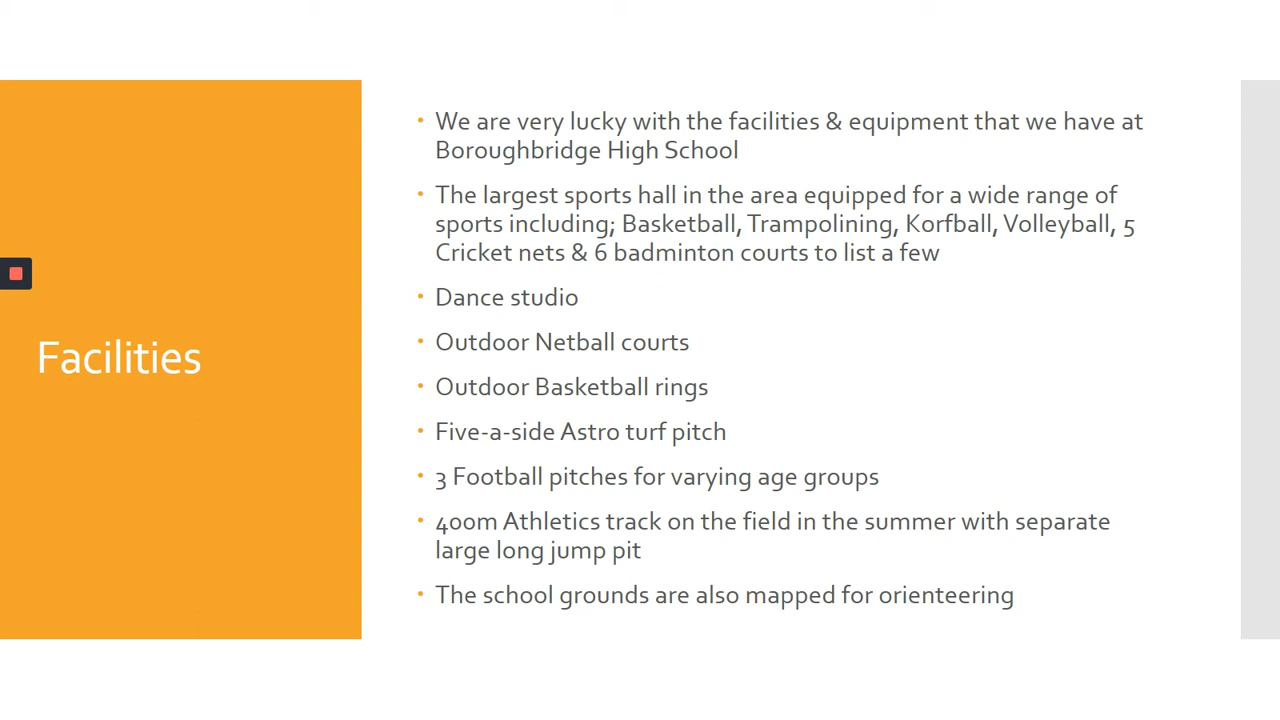 Facilities
We are very lucky with the facilities & equipment that we have at
Boroughbridge High School
The largest sports hall in the area equipped for a wide range of
sports including; Basketball, Trampolining, Korfball, Volleyball, 5
Cricket nets & 6 badminton courts to list a few
Dance studio
Outdoor Netball courts
Outdoor Basketball rings
Five-a-side Astro turf pitch
3 Football pitches for varying age groups
400m Athletics track on the field in the summer with separate
large long jump pit
The school grounds are also mapped for orienteering